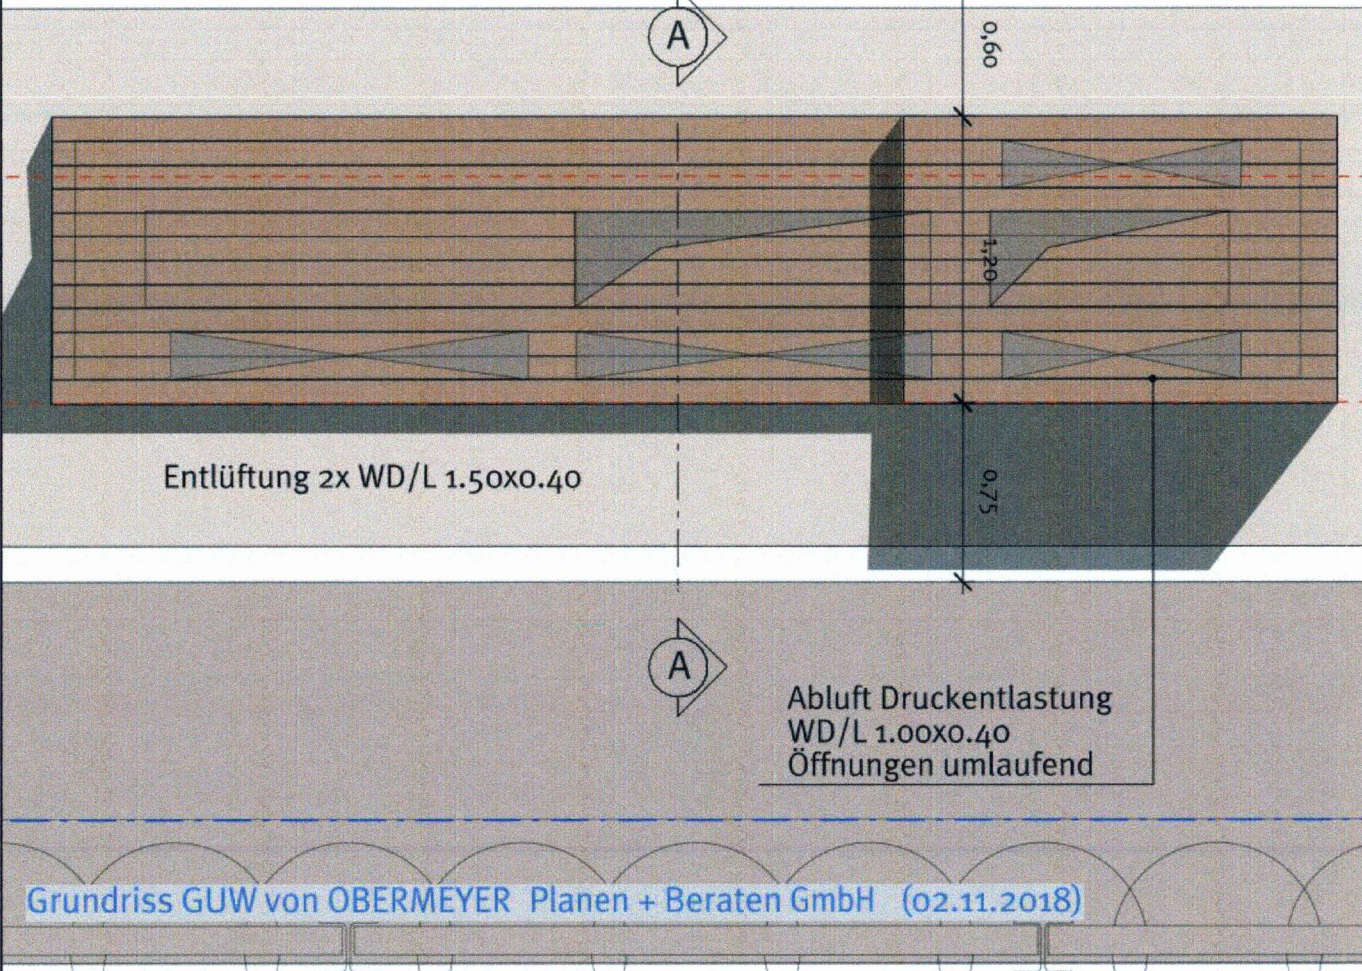 A
0,60
1,20
Entlüftung 2x WD/L 1.50x0.40
0,75
A
Abluft Druckentlastung
WD/L 1.00x0.40
Öffnungen umlaufend
Grundriss GUW von OBERMEYER Planen + Beraten GmbH (02.11.2018)